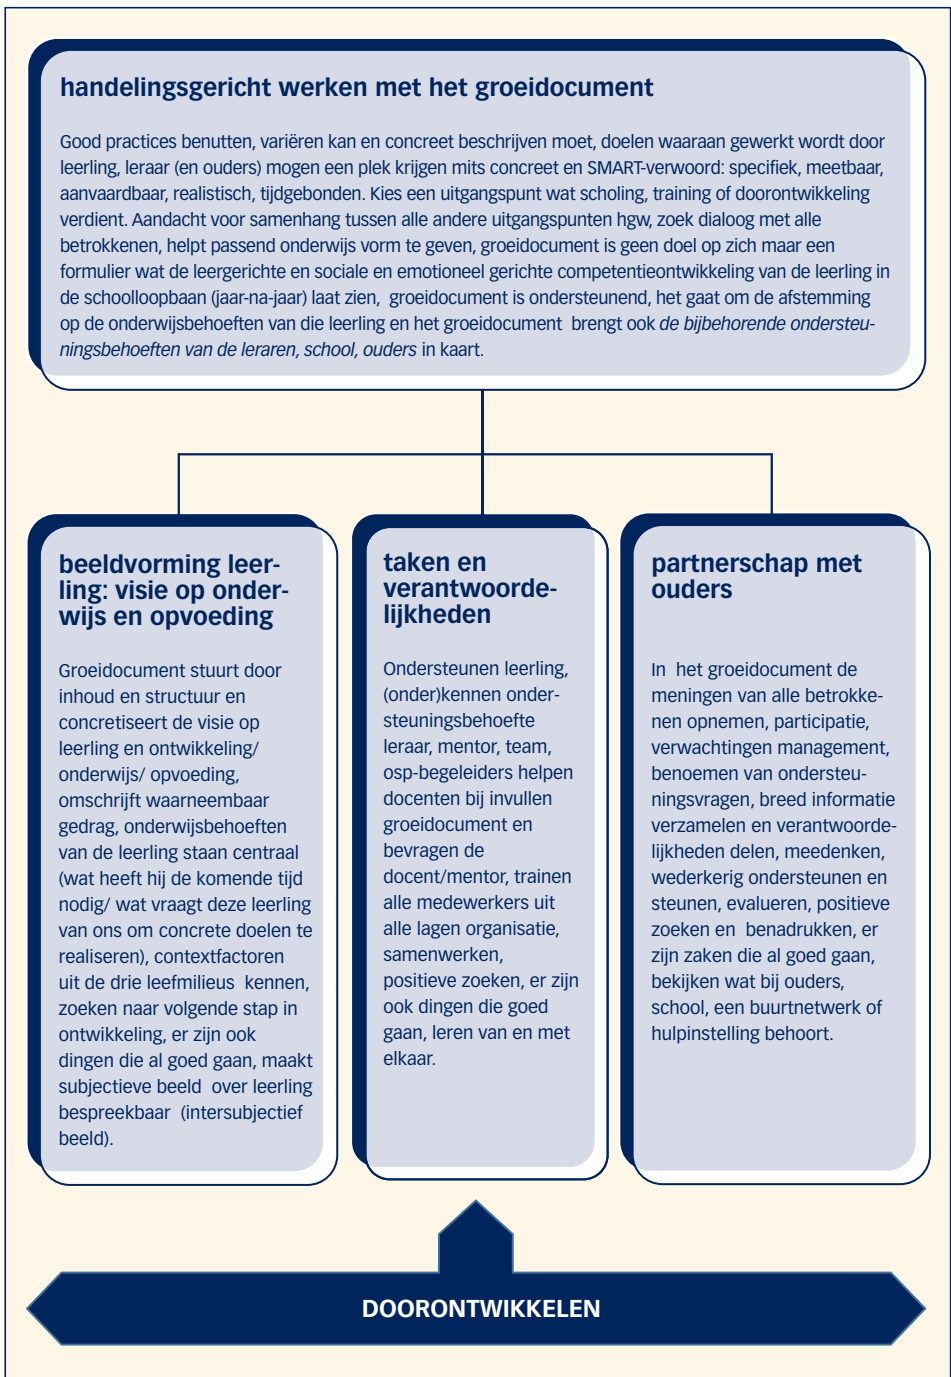 handelingsgericht werken met het groeidocument
Good practices benutten, variëren kan en concreet beschrijven moet, doelen waaraan gewerkt wordt door
leerling, leraar (en ouders) mogen een plek krijgen mits concreet en SMART-verwoord: specifiek, meetbaar,
aanvaardbaar, realistisch, tijdgebonden. Kies een uitgangspunt wat scholing, training of doorontwikkeling
verdient. Aandacht voor samenhang tussen alle andere uitgangspunten hgw, zoek dialoog met alle
betrokkenen, helpt passend onderwijs vorm te geven, groeidocument is geen doel op zich maar een
formulier wat de leergerichte en sociale en emotioneel gerichte competentieontwikkeling van de leerling in
de schoolloopbaan (jaar-na-jaar) laat zien, groeidocument is ondersteunend, het gaat om de afstemming
op de onderwijsbehoeften van die leerling en het groeidocument brengt ook de bijbehorende ondersteu-
ningsbehoeften van de leraren, school, ouders in kaart.
beeldvorming leer-
ling: visie op onder-
wijs en opvoeding
Groeidocument stuurt door
inhoud en structuur en
concretiseert de visie op
leerling en ontwikkeling/
onderwijs/ opvoeding,
omschrijft waarneembaar
gedrag, onderwijsbehoeften
van de leerling staan centraal
(wat heeft hij de komende tijd
nodig/ wat vraagt deze leerling
van ons om concrete doelen te
realiseren), contextfactoren
uit de drie leefmilieus kennen,
zoeken naar volgende stap in
ontwikkeling, er zijn ook
dingen die al goed gaan, maakt
subjectieve beeld over leerling
bespreekbaar (intersubjectief
beeld).
taken en
verantwoorde-
lijkheden
Ondersteunen leerling,
(onder)kennen onder-
steuningsbehoefte
leraar, mentor, team,
osp-begeleiders helpen
docenten bij invullen
groeidocument en
bevragen de
docent/mentor, trainen
alle medewerkers uit
alle lagen organisatie,
samenwerken,
positieve zoeken, er zijn
ook dingen die goed
gaan, leren van en met
elkaar.
partnerschap met
ouders
In het groeidocument de
meningen van alle betrokke-
nen opnemen, participatie,
verwachtingen management,
benoemen van ondersteu-
ningsvragen, breed informatie
verzamelen en verantwoorde-
lijkheden delen, meedenken,
wederkerig ondersteunen en
steunen, evalueren, positieve
zoeken en benadrukken, er
zijn zaken die al goed gaan,
bekijken wat bij ouders,
school, een buurtnetwerk of
hulpinstelling behoort.
DOORONTWIKKELEN